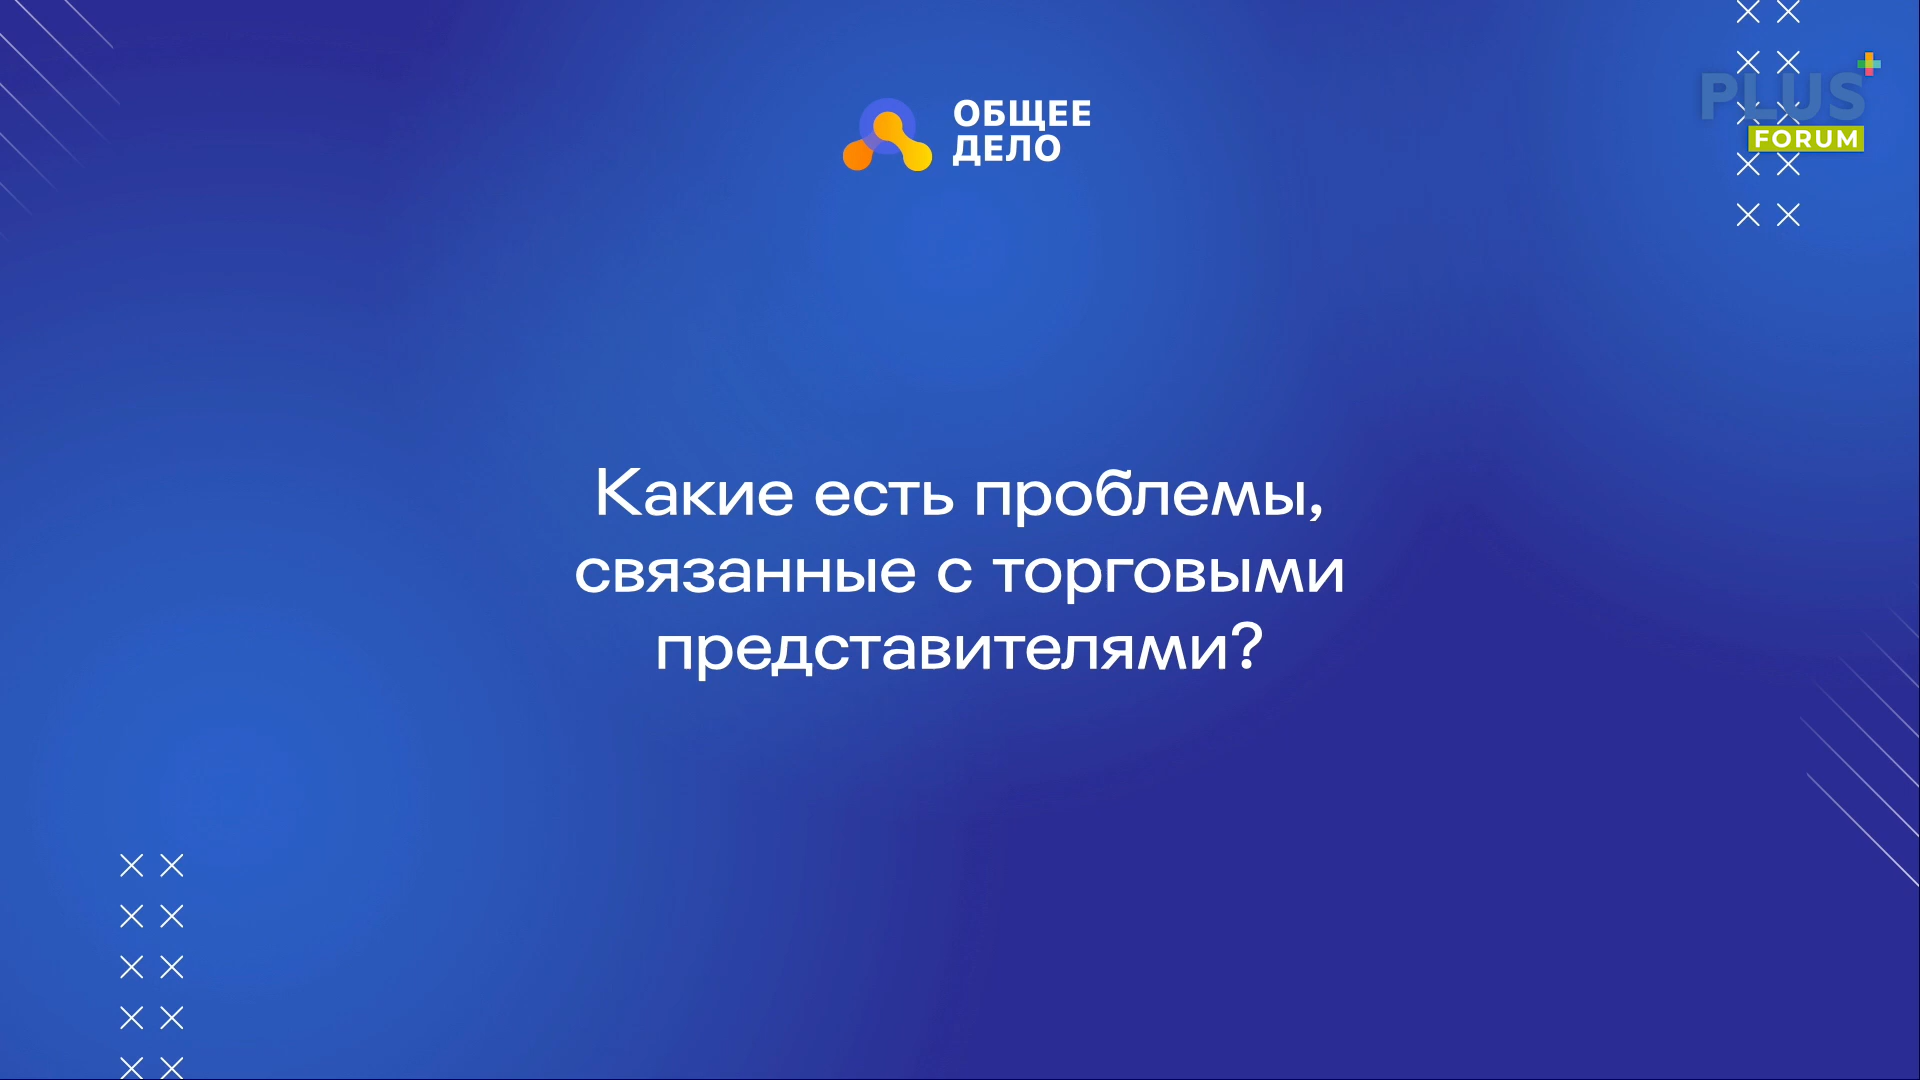 ОБЩЕЕ
ДЕЛО
PLUS
FORUM
Какие есть проблемы,
связанные с торговыми
представителями?